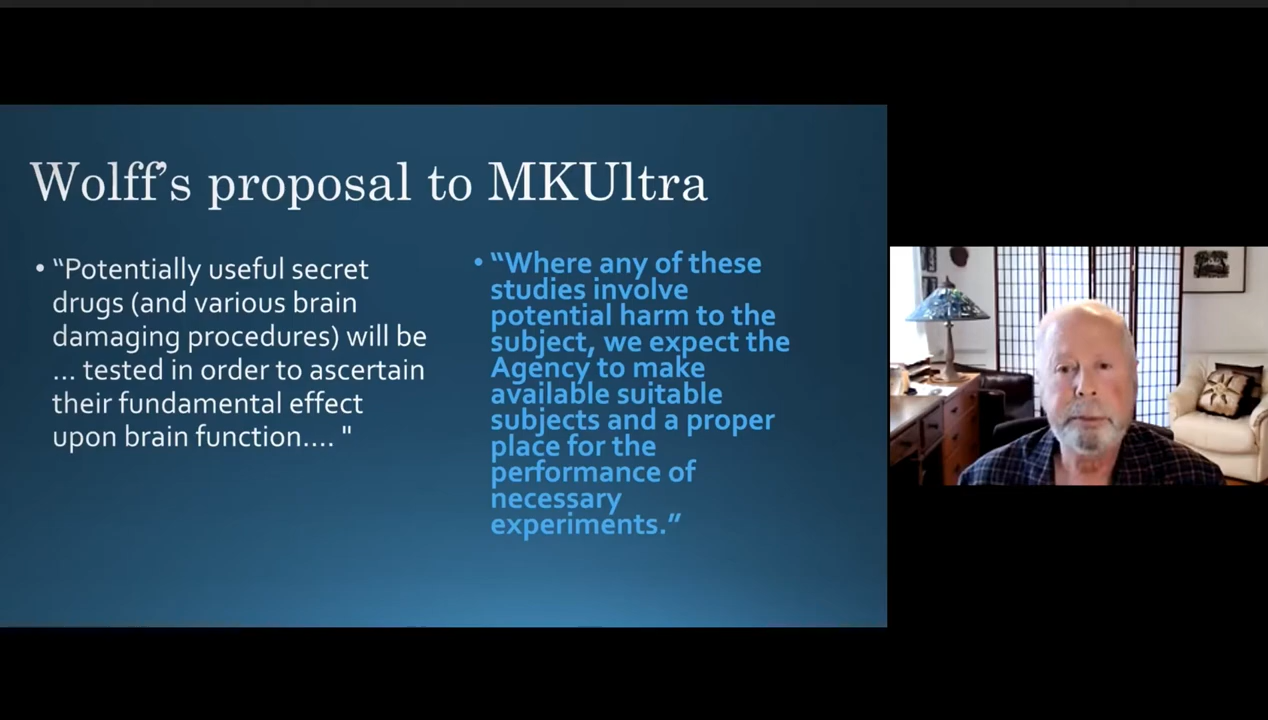 Wolff's proposal to MKUltra
• “Potentially useful secret
drugs (and various brain
damaging procedures) will be
... tested in order to ascertain
their fundamental effect
upon brain function.... "
• “Where any of these
studies involve
potential harm to the
subject, we expect the
Agency to make
available suitable
subjects and a proper
place for the
performance of
necessary
experiments.”